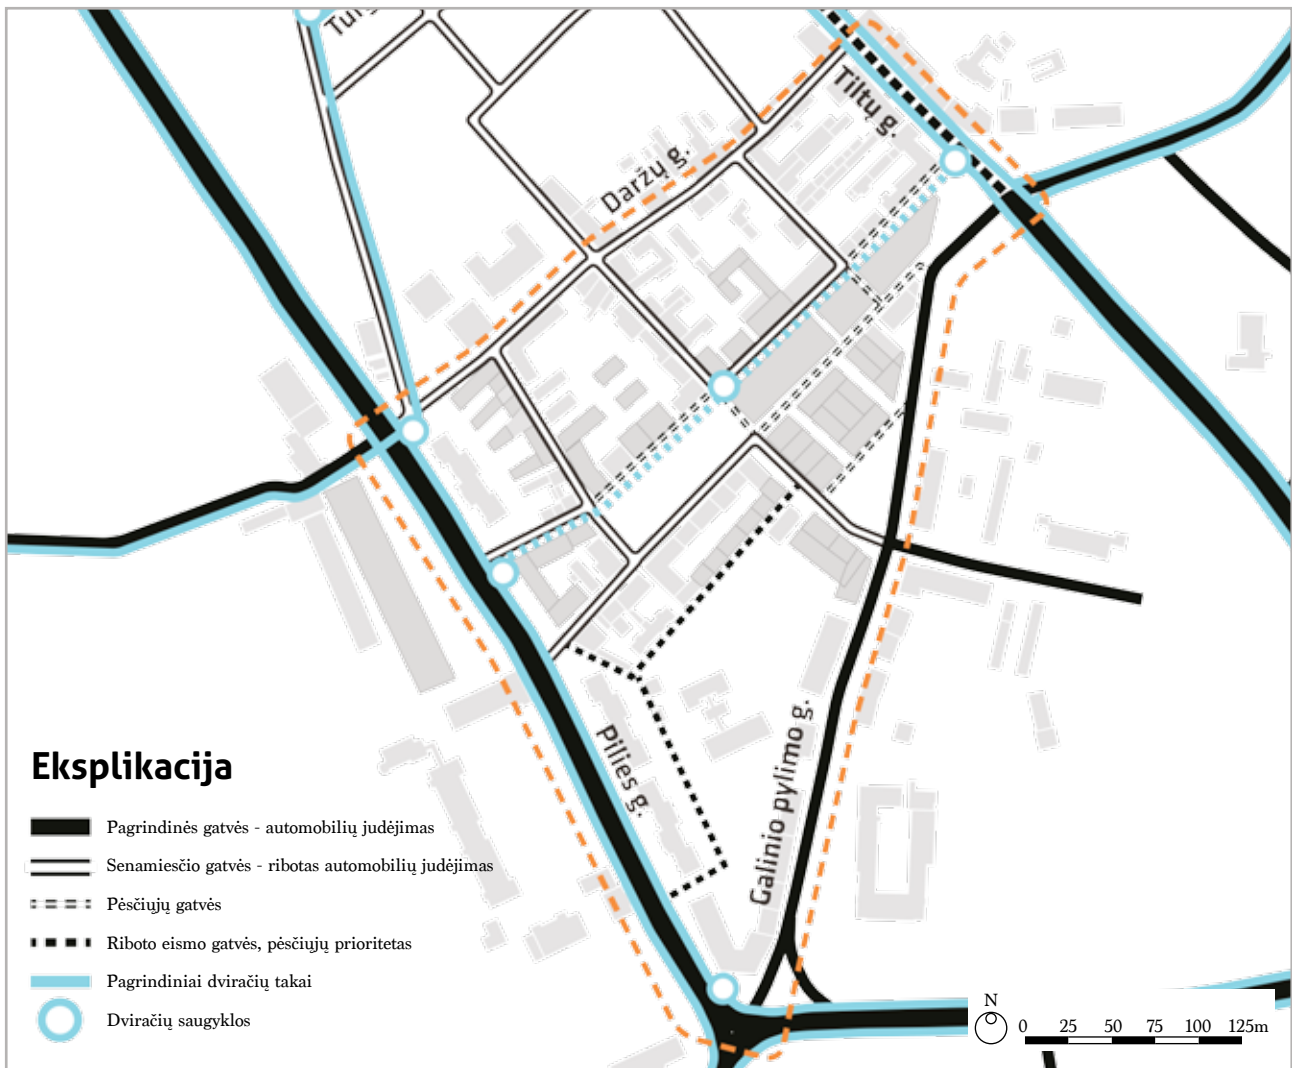 Tur
Tiltų g.
Daržų g.
Pilies g.
Galinio pylimo g.
Eksplikacija
Pagrindinės gatvės - automobilių judėjimas
Senamiesčio gatvės - ribotas automobilių judėjimas
Pėsčiųjų gatvės
Riboto eismo gatvės, pėsčiųjų prioritetas
Pagrindiniai dviračių takai
Dviračių saugyklos
N
0 25 50 75 100 125m